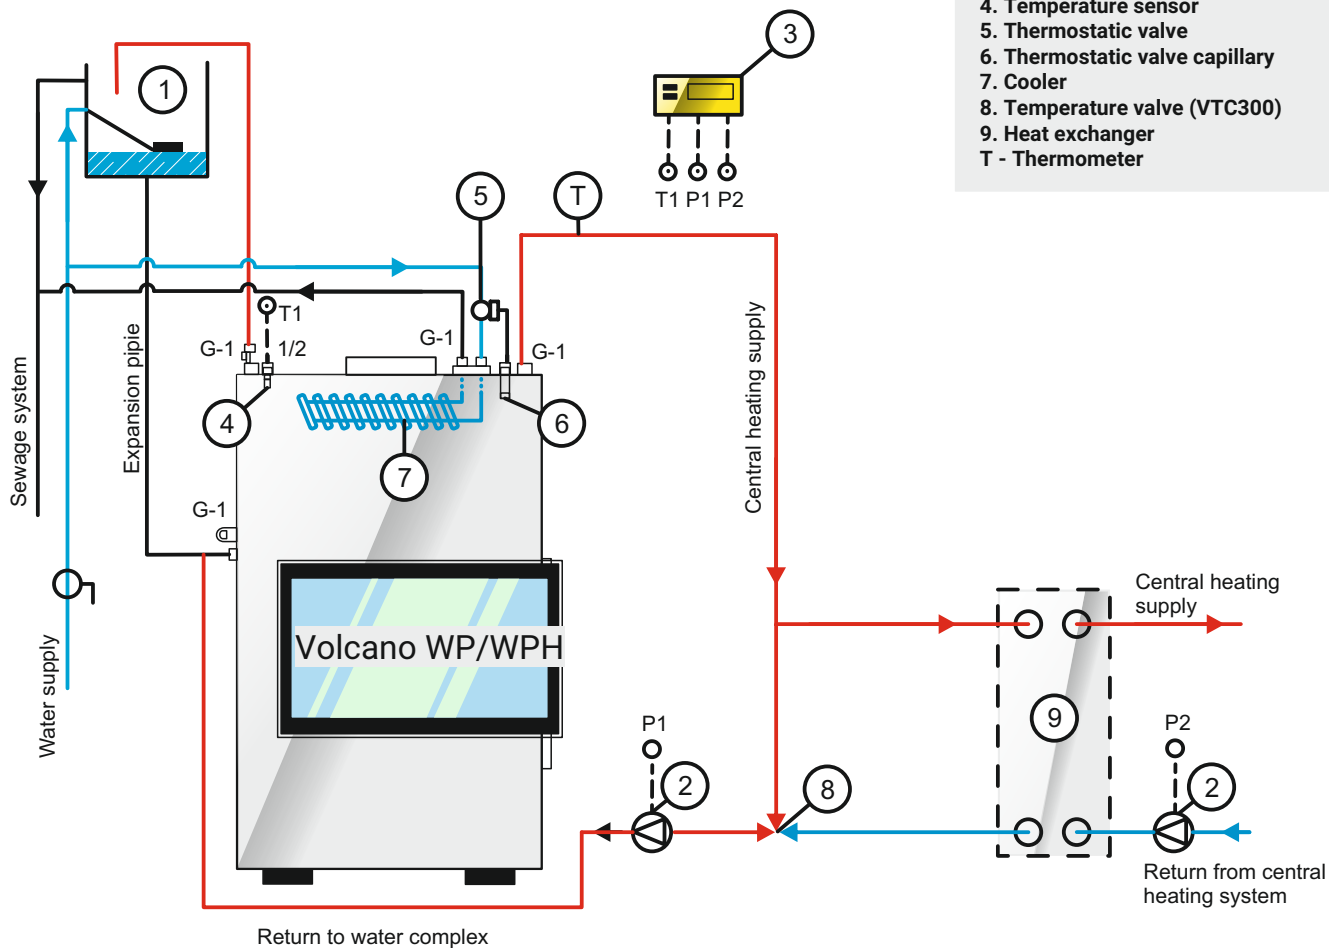 4. Temperature sensor
5. Thermostatic valve
6. Thermostatic valve capillary
7. Cooler
8. Temperature valve (VTC300)
9. Heat exchanger
T - Thermometer
3
1
T1 P1 P2
5
T
T1
G-1
1/2
G-1
G-1
4
6
7
Sewage system
Expansion pipie
G-1
Central heating supply
Water supply
Volcano WP/WPH
Central heating
supply
9
P1
2
8
P2
2
Return from central
heating system
Return to water complex